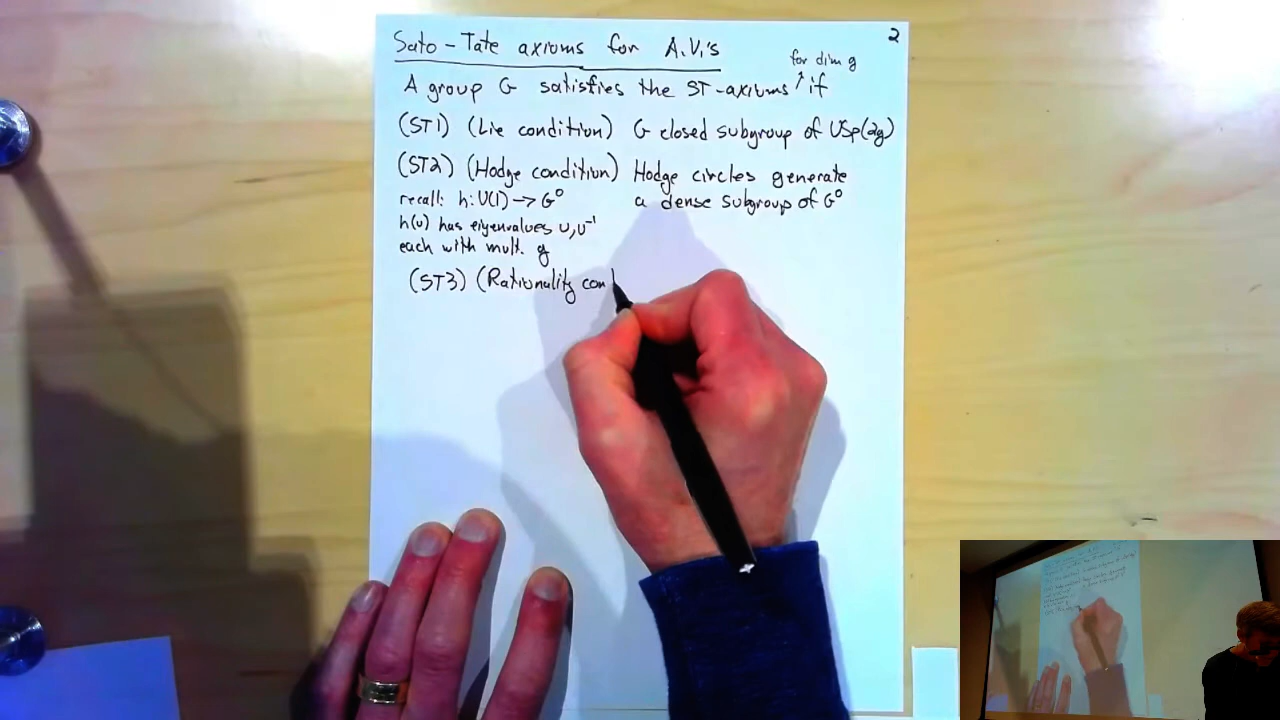 2
Sato-Tate axioms for A.V.'s
for dim g
A group G satisfies the ST-axioms ↑ if
(ST1) (Lie condition) G closed subgroup of USp(2g)
(ST2) (Hodge condition) Hodge circles generate
recall: h: U(1) → G⁰ a dense subgroup of G⁰
h(u) has eigenvalues u, u⁻¹
each with mult. g
(ST3) (Rationality con